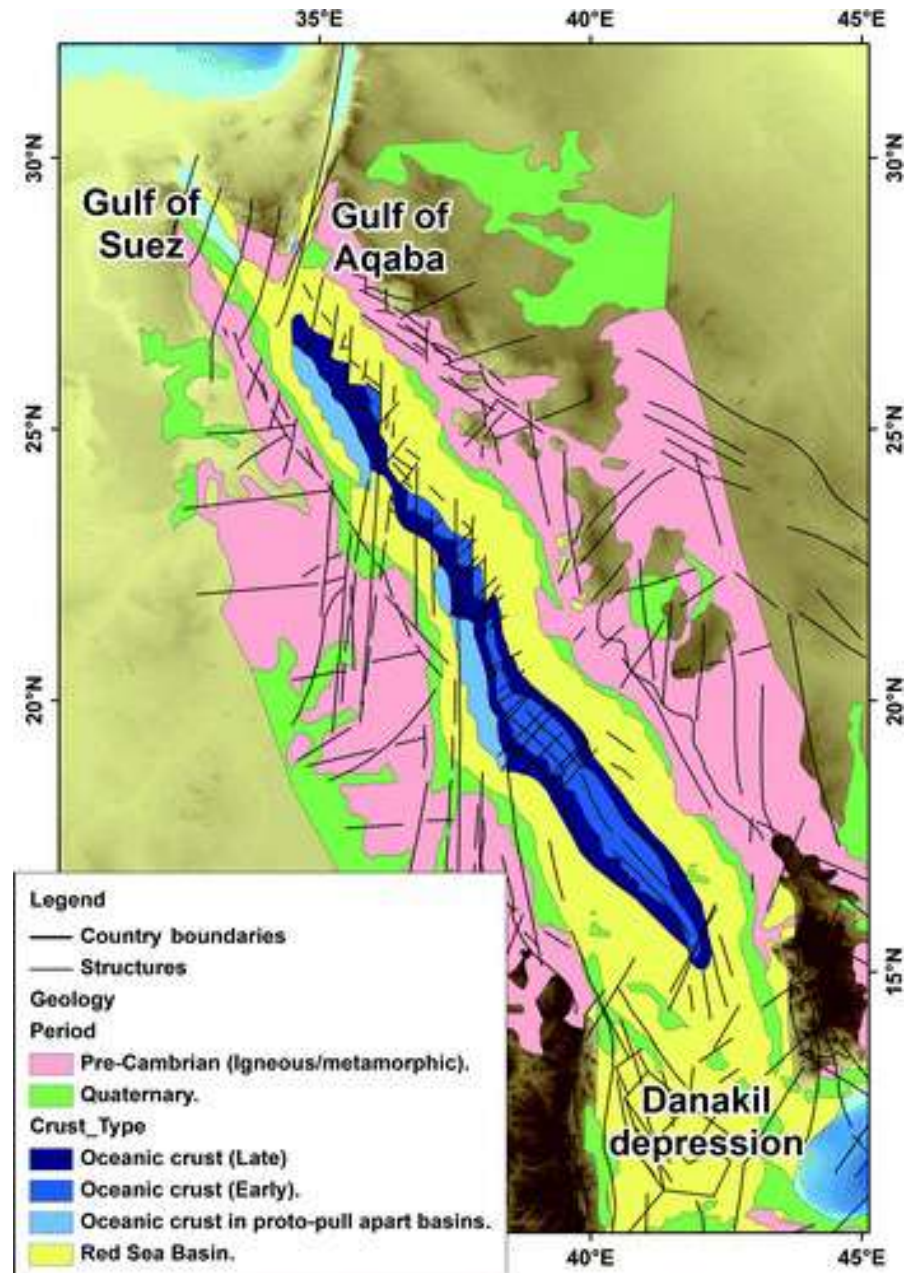 35°E 40°E 45°E
30°N 30°N
Gulf of
Suez
Gulf of
Aqaba
25°N 25°N
20°N 20°N
Legend
Country boundaries
Structures
Geology
Period
Pre-Cambrian (Igneous/metamorphic).
Quaternary.
Crust_Type
Oceanic crust (Late)
Oceanic crust (Early).
Oceanic crust in proto-pull apart basins.
Red Sea Basin.
15°N
Danakil
depression
40°E 45°E